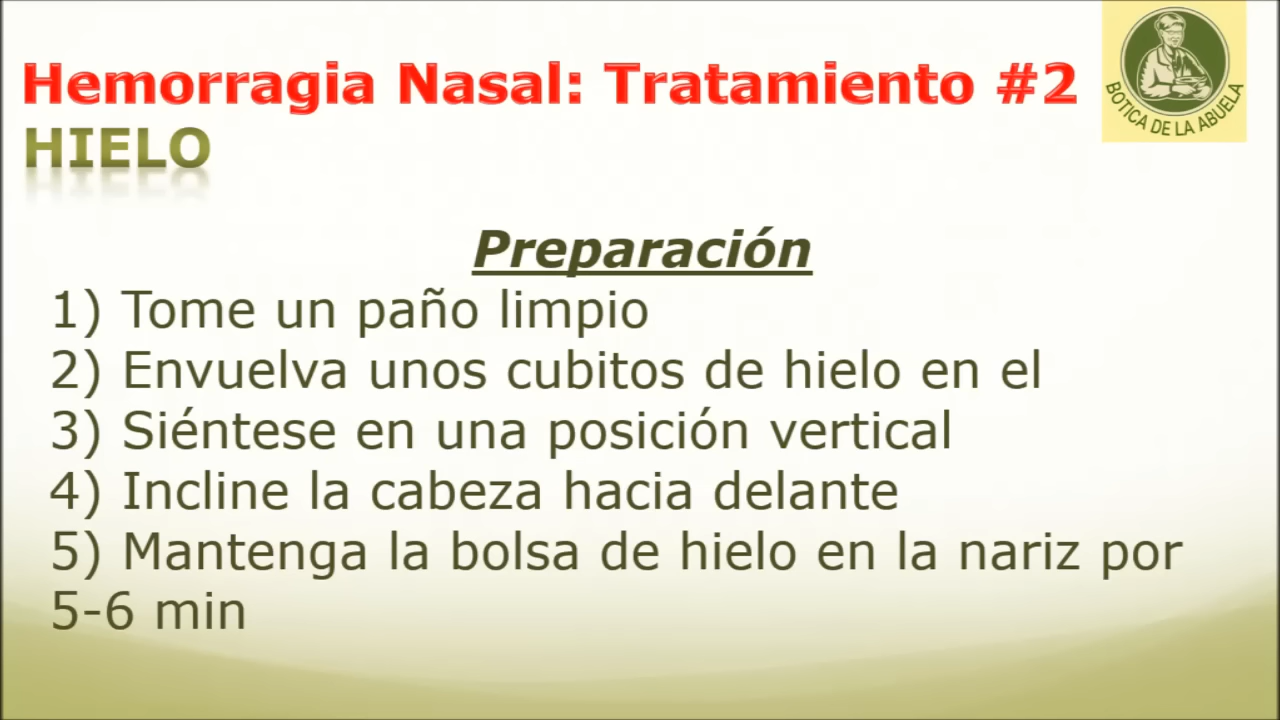 Hemorragia Nasal: Tratamiento #2
HIELO
BOTICA DE LA ABUELA
Preparación
1) Tome un paño limpio
2) Envuelva unos cubitos de hielo en el
3) Siéntese en una posición vertical
4) Incline la cabeza hacia delante
5) Mantenga la bolsa de hielo en la nariz por
5-6 min